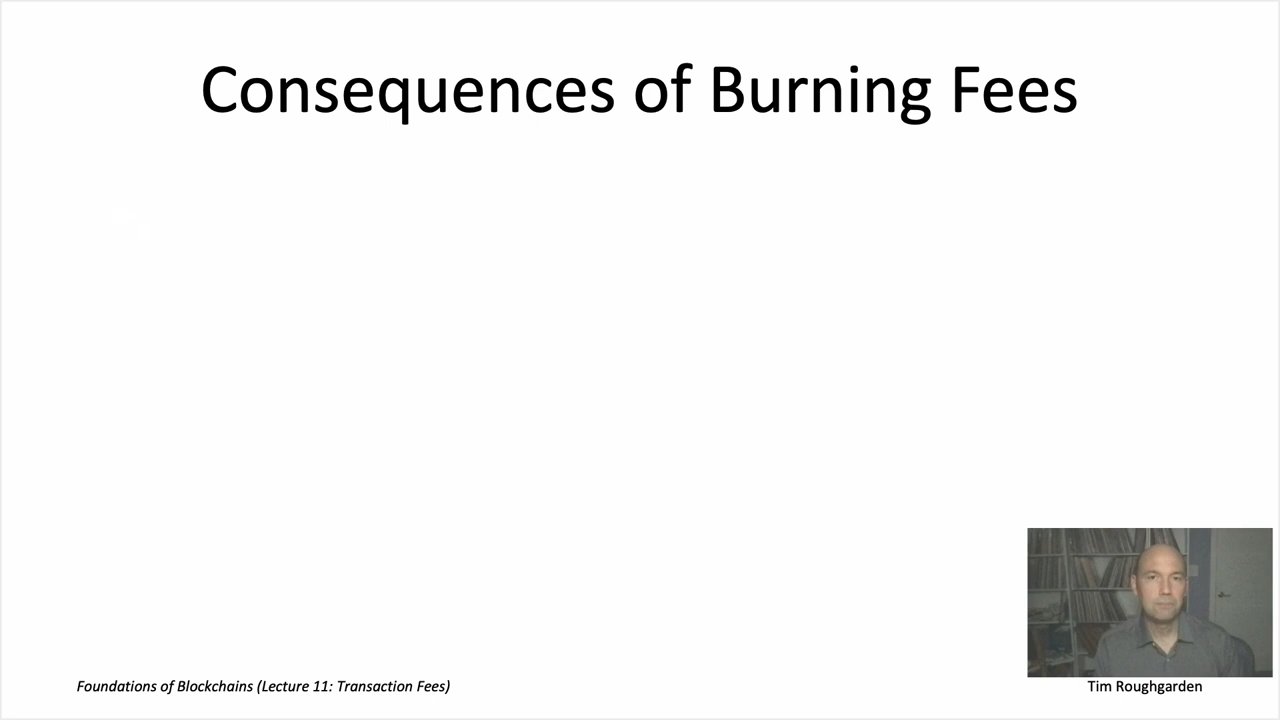 Consequences of Burning Fees
Foundations of Blockchains (Lecture 11: Transaction Fees)
Tim Roughgarden